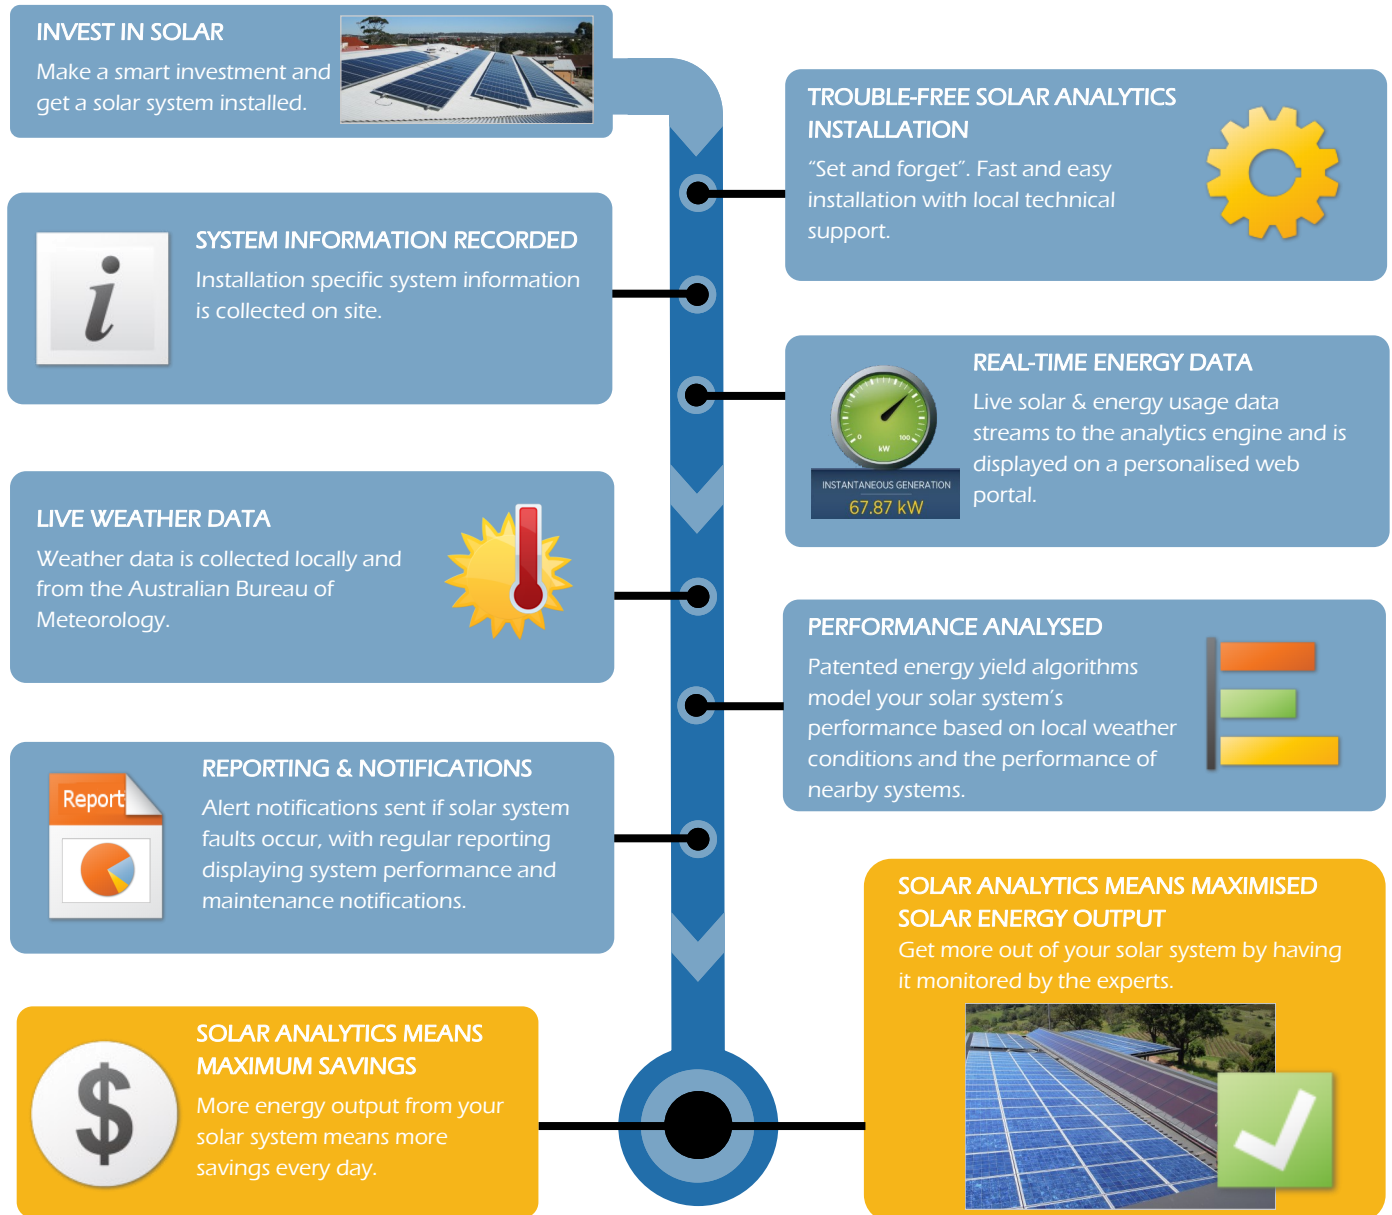 INVEST IN SOLAR
Make a smart investment and
get a solar system installed.
TROUBLE-FREE SOLAR ANALYTICS
INSTALLATION
“Set and forget”. Fast and easy
installation with local technical
support.
SYSTEM INFORMATION RECORDED
Installation specific system information
is collected on site.
i
REAL-TIME ENERGY DATA
Live solar & energy usage data
streams to the analytics engine and is
displayed on a personalised web
portal.
0
100
kW
INSTANTANEOUS GENERATION
67.87 kW
LIVE WEATHER DATA
Weather data is collected locally and
from the Australian Bureau of
Meteorology.
PERFORMANCE ANALYSED
Patented energy yield algorithms
model your solar system’s
performance based on local weather
conditions and the performance of
nearby systems.
Report
REPORTING & NOTIFICATIONS
Alert notifications sent if solar system
faults occur, with regular reporting
displaying system performance and
maintenance notifications.
SOLAR ANALYTICS MEANS MAXIMISED
SOLAR ENERGY OUTPUT
Get more out of your solar system by having
it monitored by the experts.
$
SOLAR ANALYTICS MEANS
MAXIMUM SAVINGS
More energy output from your
solar system means more
savings every day.